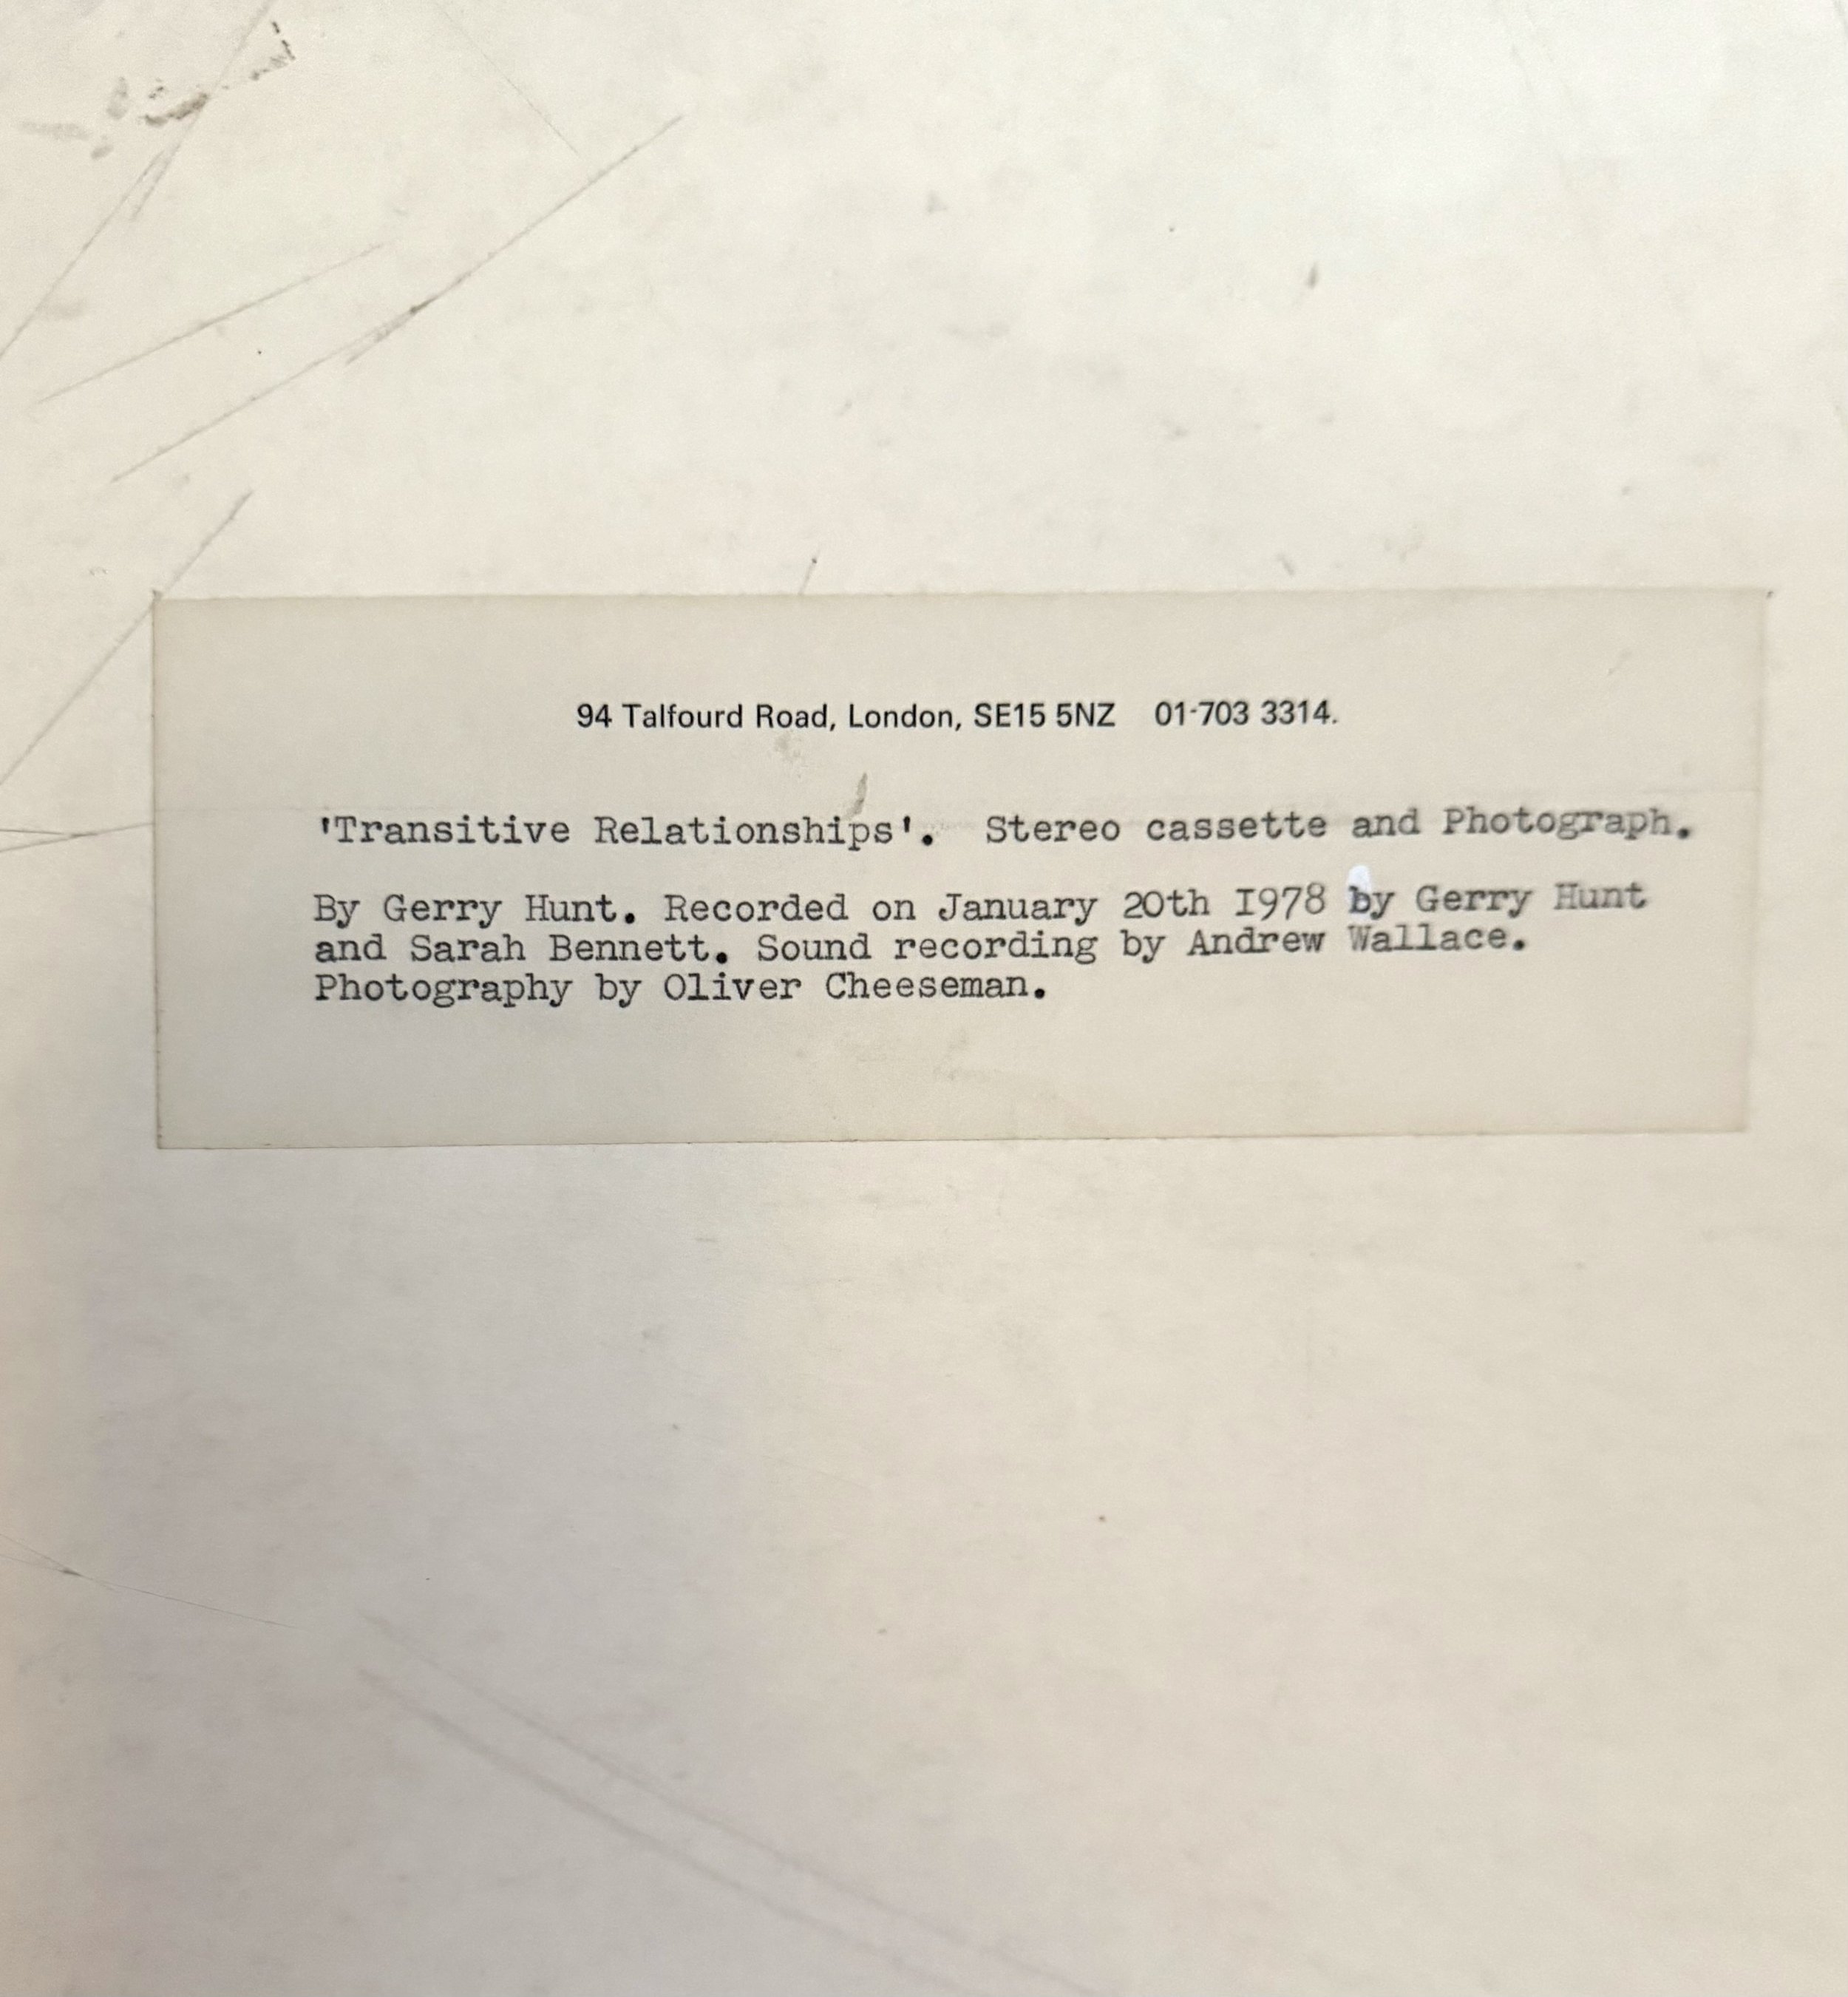 94 Talfourd Road, London, SE15 5NZ 01-703 3314.
'Transitive Relationships'. Stereo cassette and Photograph.
By Gerry Hunt. Recorded on January 20th I978 by Gerry Hunt
and Sarah Bennett. Sound recording by Andrew Wallace.
Photography by Oliver Cheeseman.